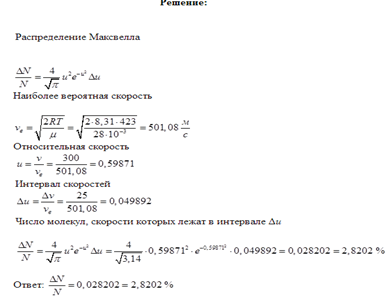 Решение:
Распределение Максвелла
ΔN/N = 4/√π u²e^(-u²) Δu
Наиболее вероятная скорость
vₑ = √(2RT/μ) = √(2·8,31·423/28·10⁻³) = 501,08 м/с
Относительная скорость
u = v/vₑ = 300/501,08 = 0,59871
Интервал скоростей
Δu = Δv/vₑ = 25/501,08 = 0,049892
Число молекул, скорости которых лежат в интервале Δu
ΔN/N = 4/√π u²e^(-u²) Δu = 4/√3,14 · 0,59871² · e^(-0,59871²) · 0,049892 = 0,028202 = 2,8202 %
Ответ: ΔN/N = 0,028202 = 2,8202 %